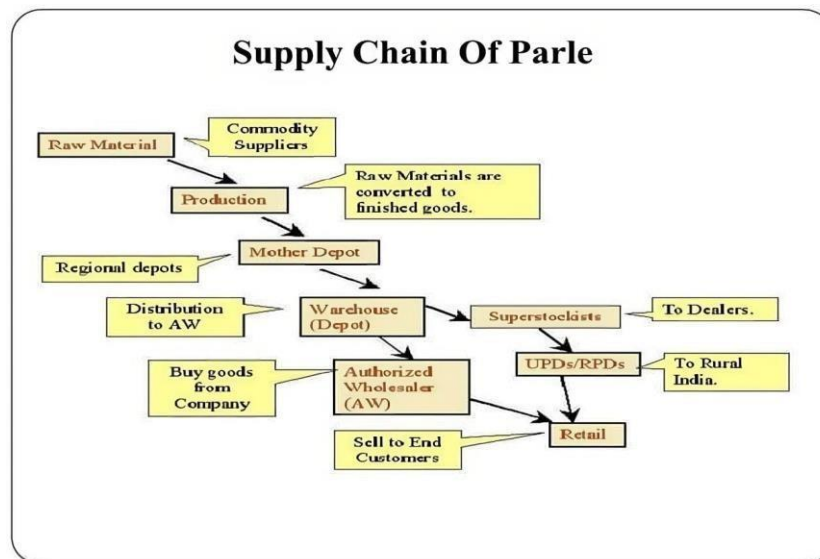 Supply Chain Of Parle
Commodity
Suppliers
Raw Material
Raw Materials are
converted to
finished goods.
Production
Mother Depot
Regional depots
Distribution
to AW
Warehouse
(Depot)
Superstockists
To Dealers.
Buy goods
from
Company
Authorized
Wholesaler
(AW)
UPDs/RPDs
To Rural
India.
Retail
Sell to End
Customers